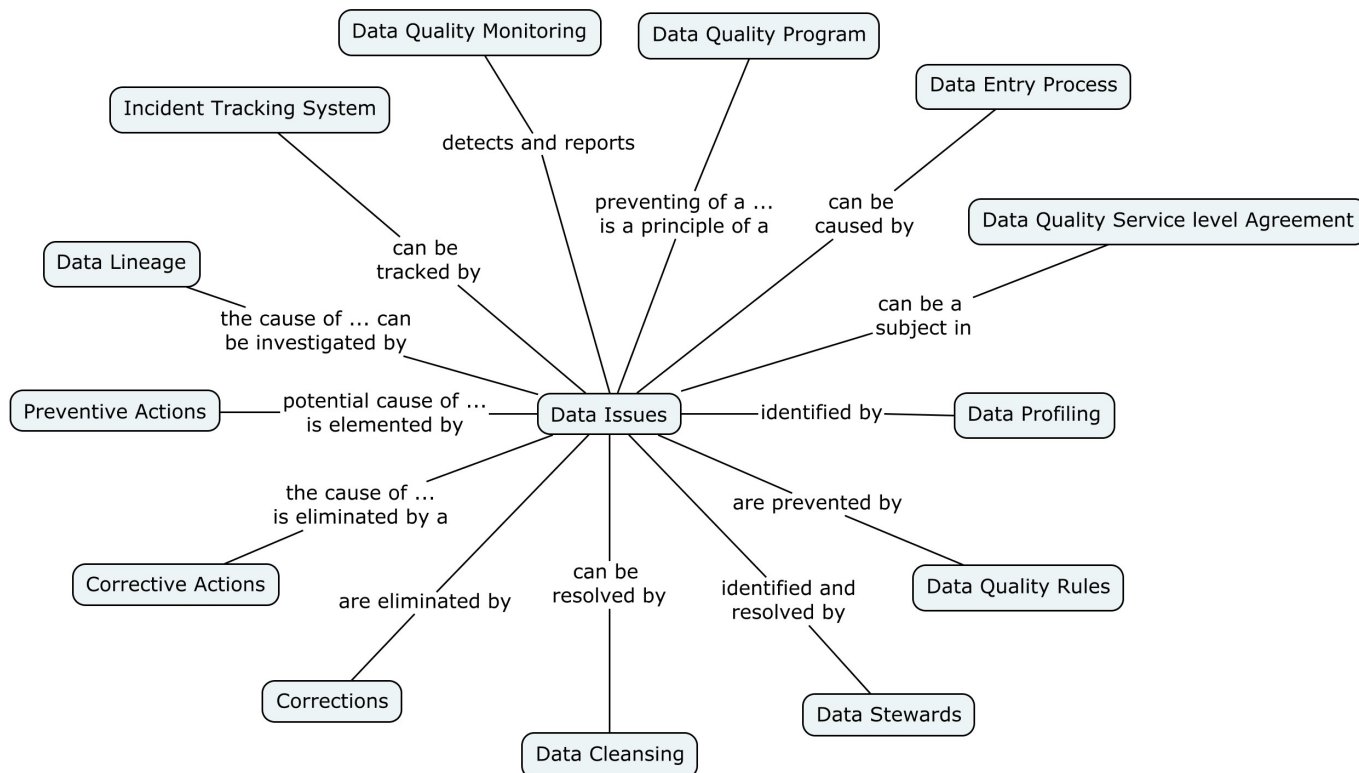 Data Quality Monitoring
Data Quality Program
Data Entry Process
Incident Tracking System
detects and reports
preventing of a ...
is a principle of a
can be
caused by
Data Quality Service level Agreement
can be
tracked by
Data Lineage
the cause of ... can
be investigated by
can be a
subject in
Preventive Actions
potential cause of ...
is elemented by
Data Issues
identified by
Data Profiling
the cause of ...
is eliminated by a
are prevented by
Corrective Actions
are eliminated by
can be
resolved by
identified and
resolved by
Data Quality Rules
Corrections
Data Cleansing
Data Stewards